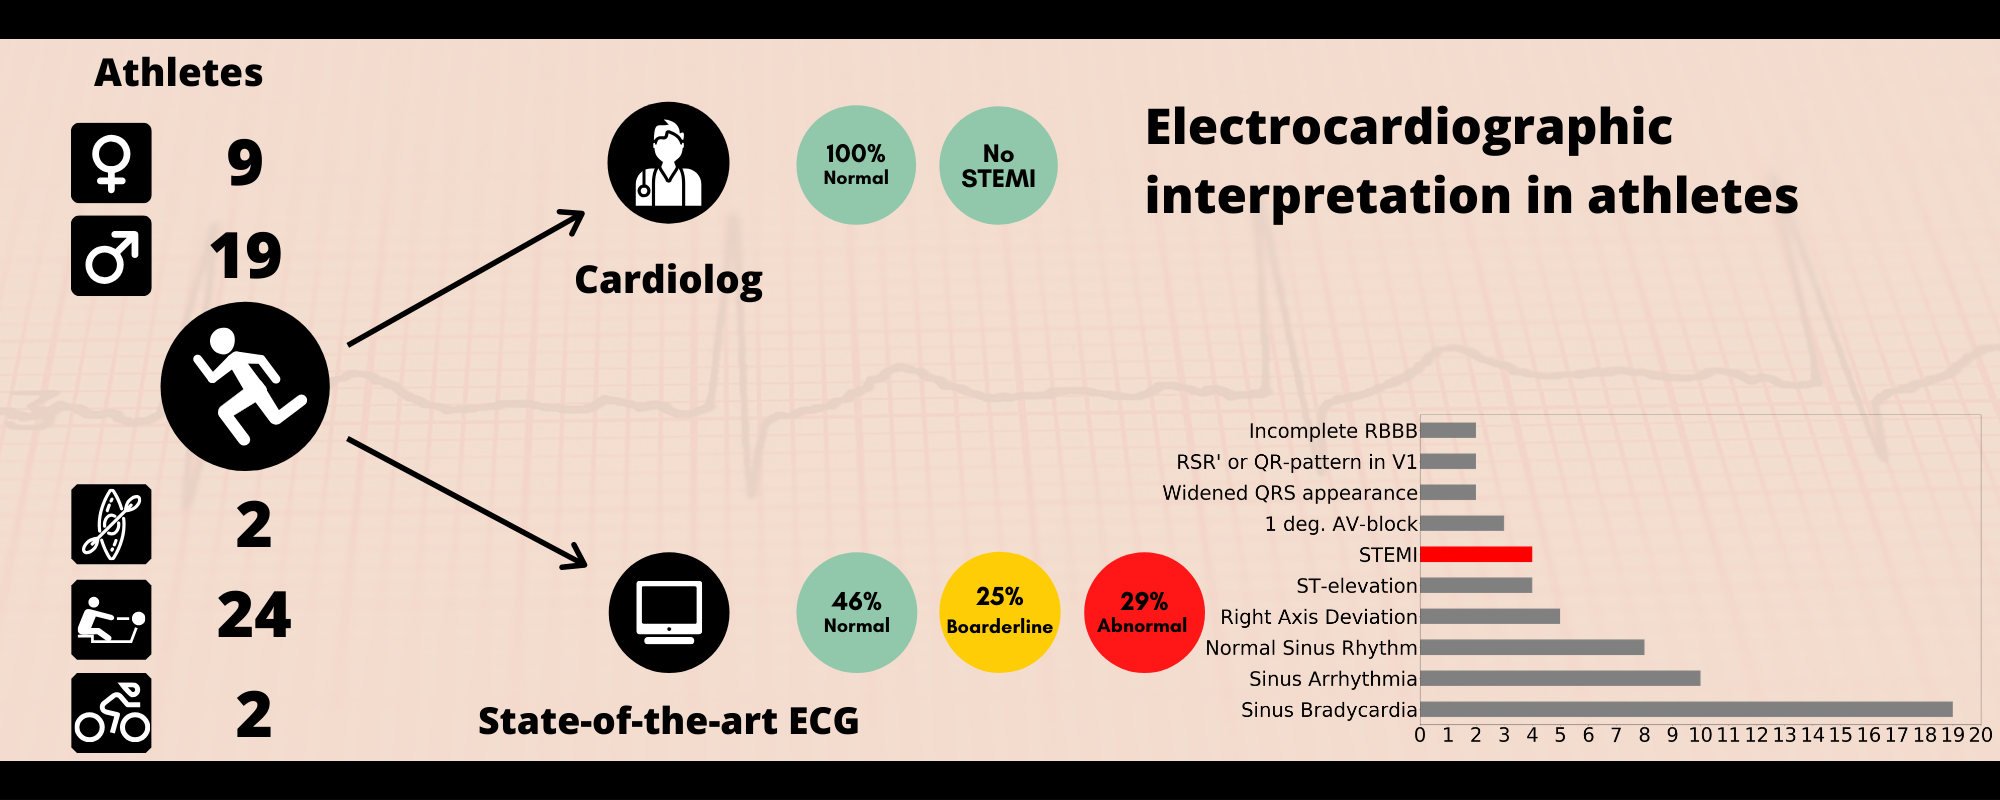 Athletes
9
19
2
24
2
Cardiolog
100%
Normal
No
STEMI
State-of-the-art ECG
46%
Normal
25%
Boarderline
29%
Abnormal
Electrocardiographic
interpretation in athletes
Incomplete RBBB
RSR' or QR-pattern in V1
Widened QRS appearance
1 deg. AV-block
STEMI
ST-elevation
Right Axis Deviation
Normal Sinus Rhythm
Sinus Arrhythmia
Sinus Bradycardia
0 1 2 3 4 5 6 7 8 9 10 11 12 13 14 15 16 17 18 19 20